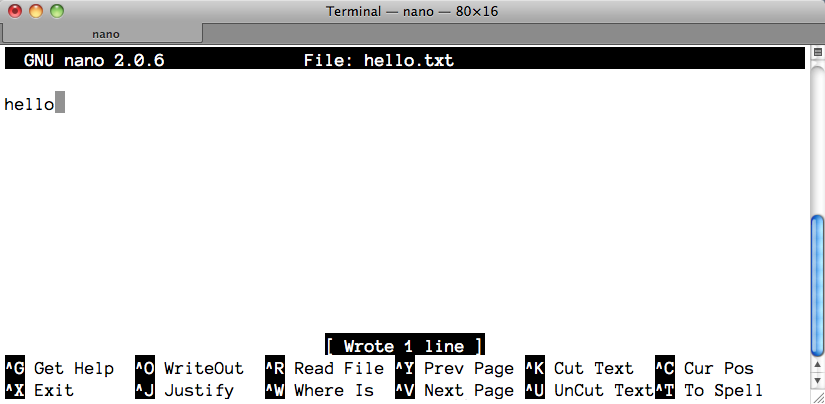 Terminal — nano — 80×16
nano
GNU nano 2.0.6 File: hello.txt
hello
[ Wrote 1 line ]
^G Get Help ^O WriteOut ^R Read File ^Y Prev Page ^K Cut Text ^C Cur Pos
^X Exit ^J Justify ^W Where Is ^V Next Page ^U UnCut Text ^T To Spell